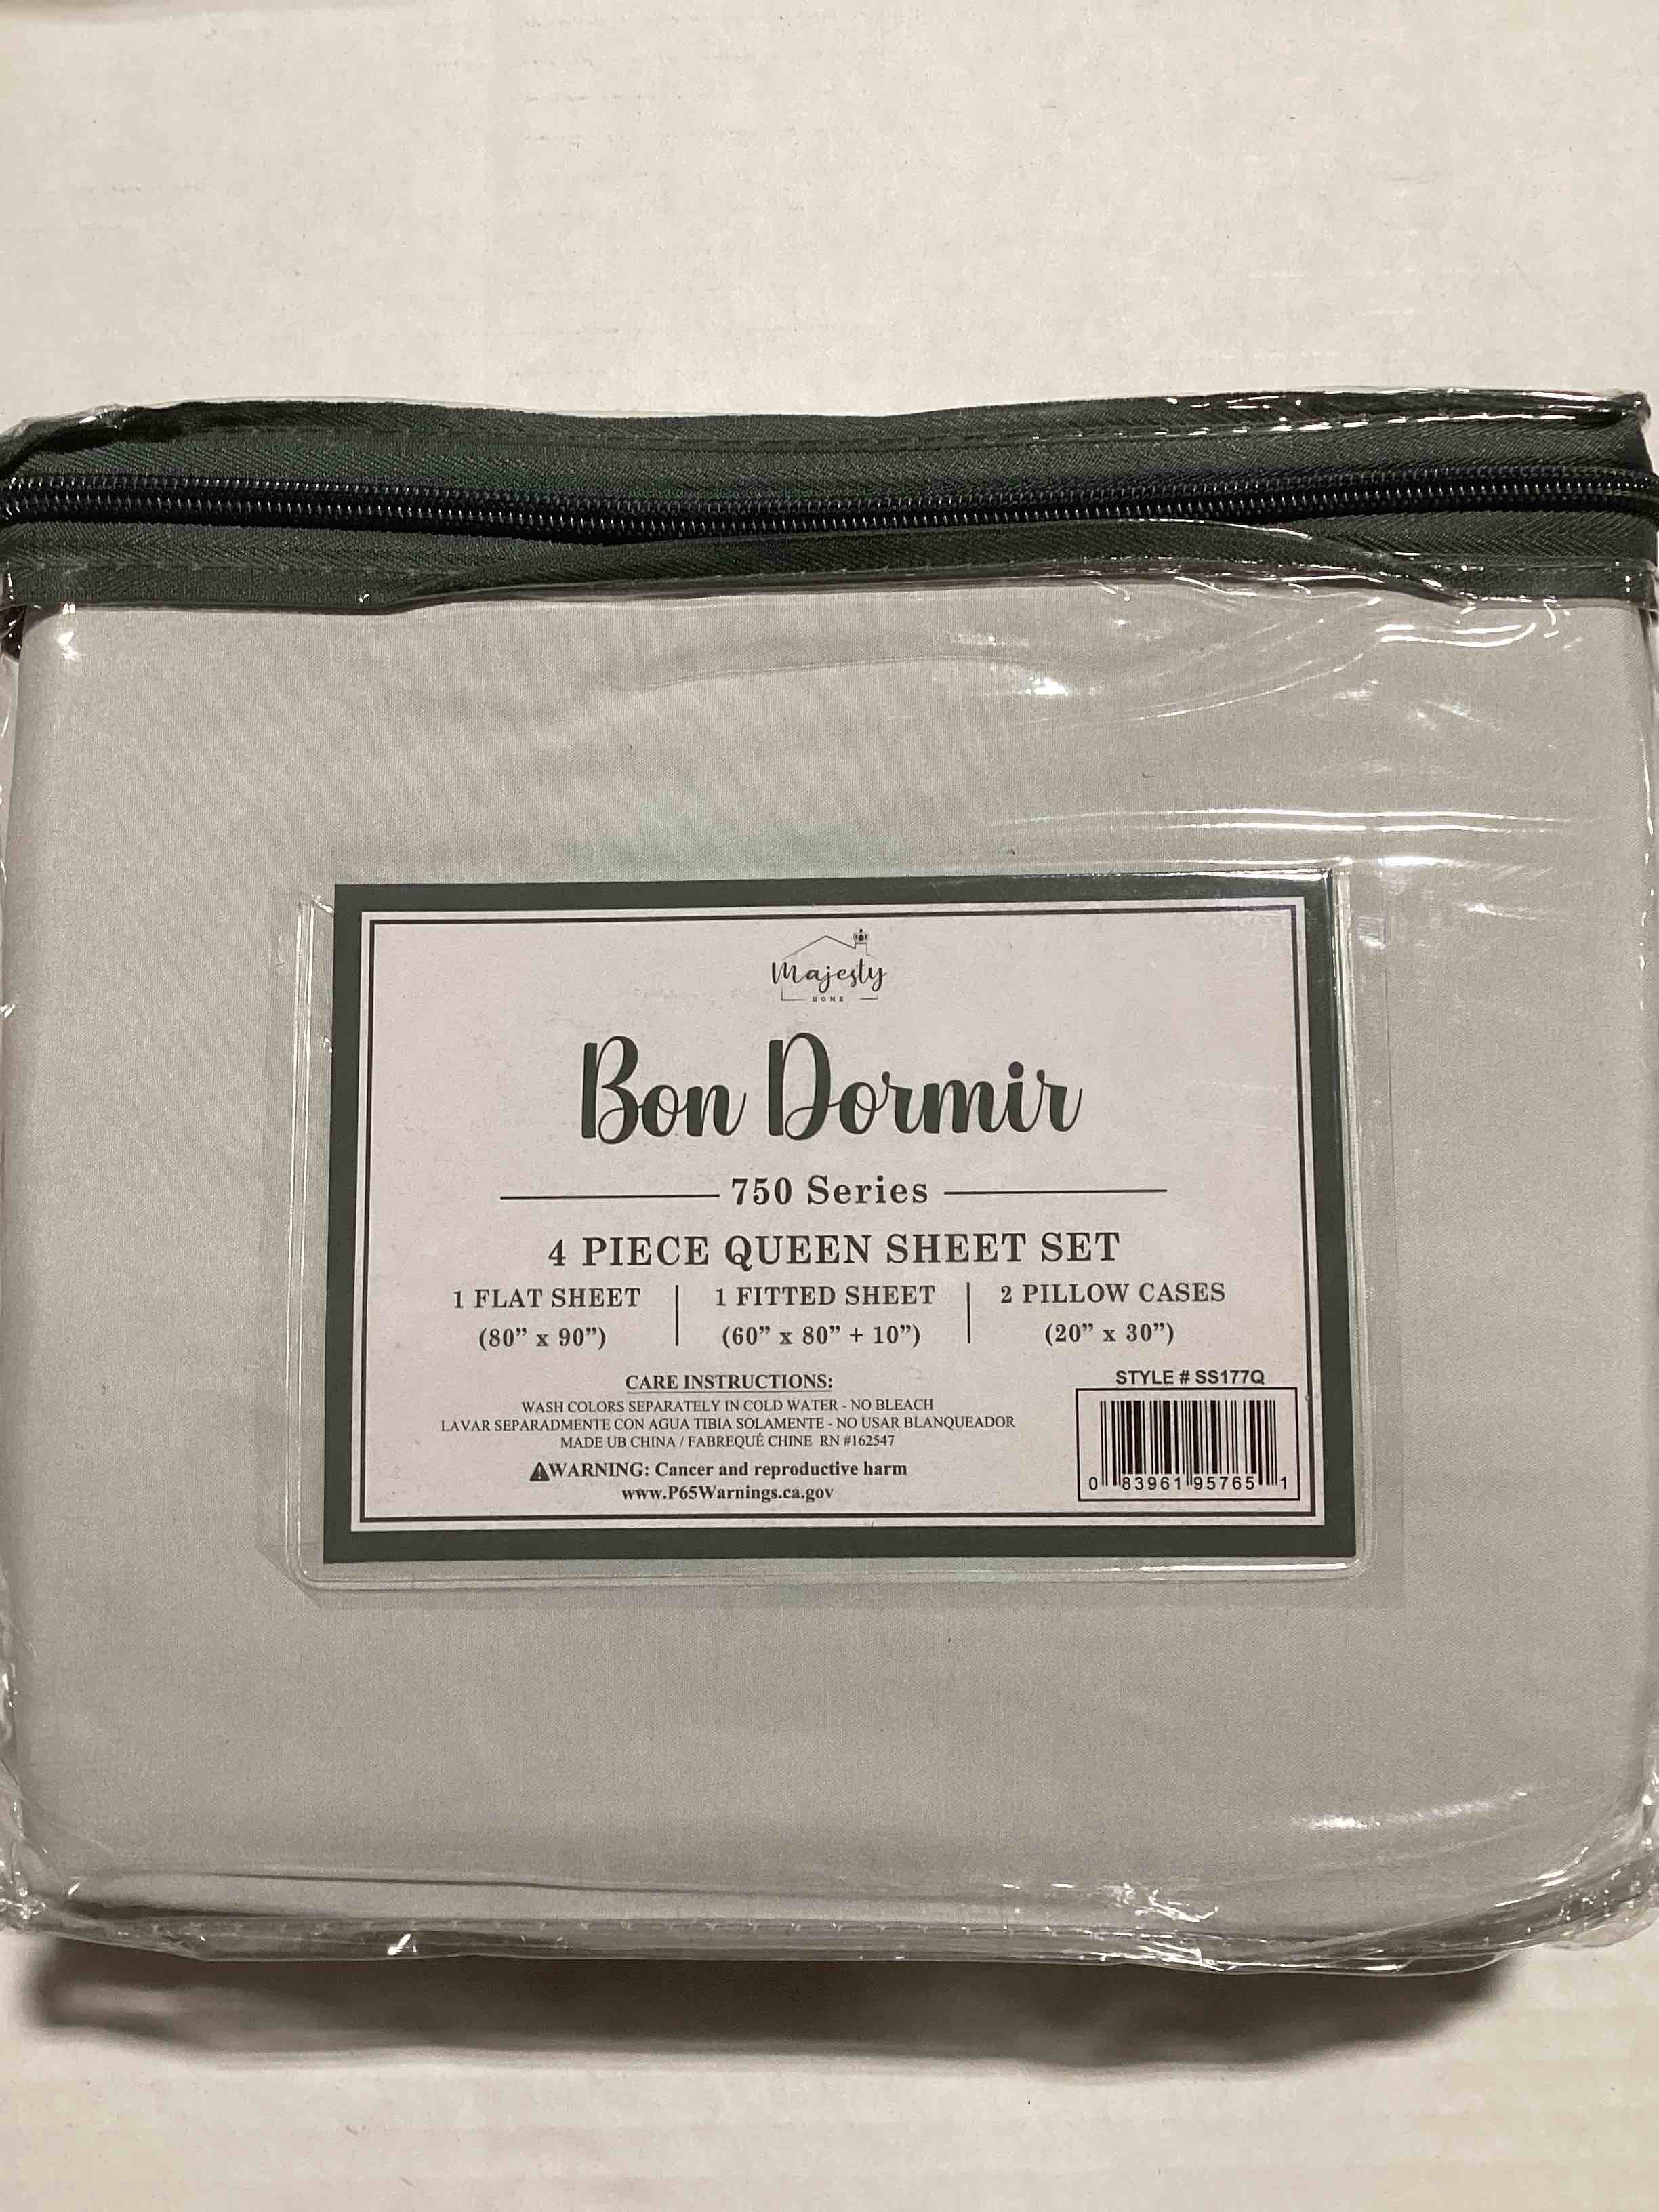 Majesty
HOME
Bon Dormir
750 Series
4 PIECE QUEEN SHEET SET
1 FLAT SHEET | 1 FITTED SHEET | 2 PILLOW CASES
(80” x 90”) (60” x 80” + 10”) (20” x 30”)
CARE INSTRUCTIONS:
WASH COLORS SEPARATELY IN COLD WATER - NO BLEACH
LAVAR SEPARADMENTE CON AGUA TIBIA SOLAMENTE - NO USAR BLANQUEADOR
MADE UB CHINA / FABREQUÉ CHINE RN #162547
⚠WARNING: Cancer and reproductive harm
www.P65Warnings.ca.gov
STYLE # SS177Q
0 83961 95765 1